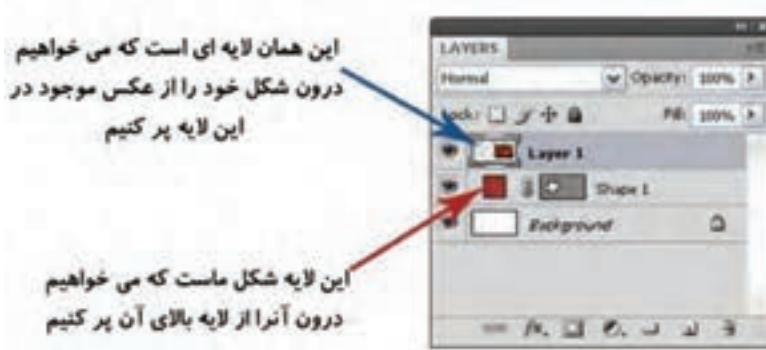 این همان لایه ای است که می خواهیم
درون شکل خود را از عکس موجود در
این لایه پر کنیم
این لایه شکل ماست که می خواهیم
درون آنرا از لایه بالای آن پر کنیم
LAYERS
Normal Opacity: 100%
Lock: Fill: 100%
Layer 1
Shape 1
Background
fx.